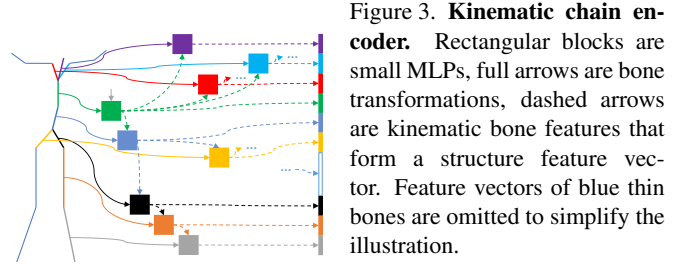 Figure 3. Kinematic chain en-
coder. Rectangular blocks are
small MLPs, full arrows are bone
transformations, dashed arrows
are kinematic bone features that
form a structure feature vec-
tor. Feature vectors of blue thin
bones are omitted to simplify the
illustration.